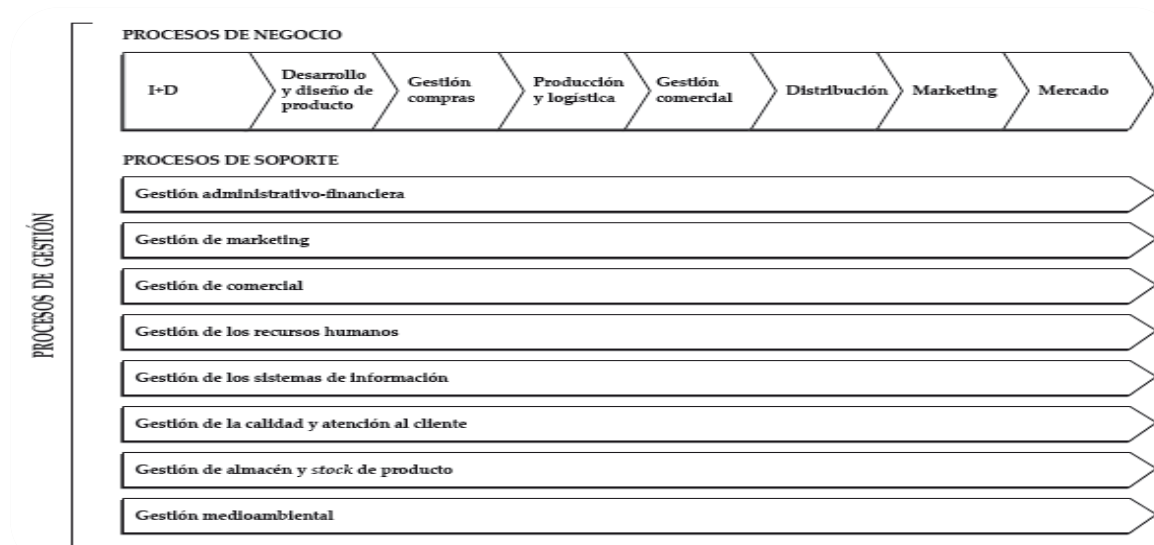 PROCESOS DE NEGOCIO
I+D
Desarrollo
y diseño de
producto
Gestión
compras
Producción
y logística
Gestión
comercial
Distribución
Marketing
Mercado
PROCESOS DE SOPORTE
Gestión administrativo-financiera
Gestión de marketing
Gestión de comercial
Gestión de los recursos humanos
Gestión de los sistemas de información
Gestión de la calidad y atención al cliente
Gestión de almacén y stock de producto
Gestión medioambiental
PROCESOS DE GESTIÓN